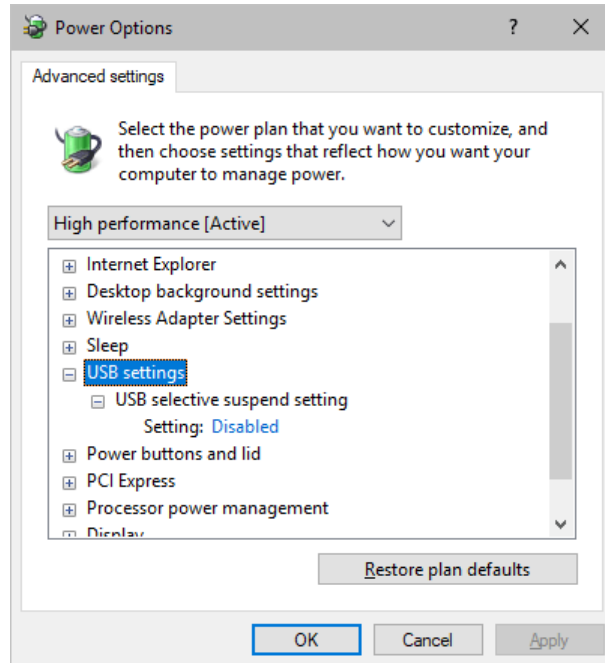 Power Options
?
Advanced settings
Select the power plan that you want to customize, and
then choose settings that reflect how you want your
computer to manage power.
High performance [Active]
Internet Explorer
Desktop background settings
Wireless Adapter Settings
Sleep
USB settings
USB selective suspend setting
Setting: Disabled
Power buttons and lid
PCI Express
Processor power management
Display
Restore plan defaults
OK
Cancel
Apply